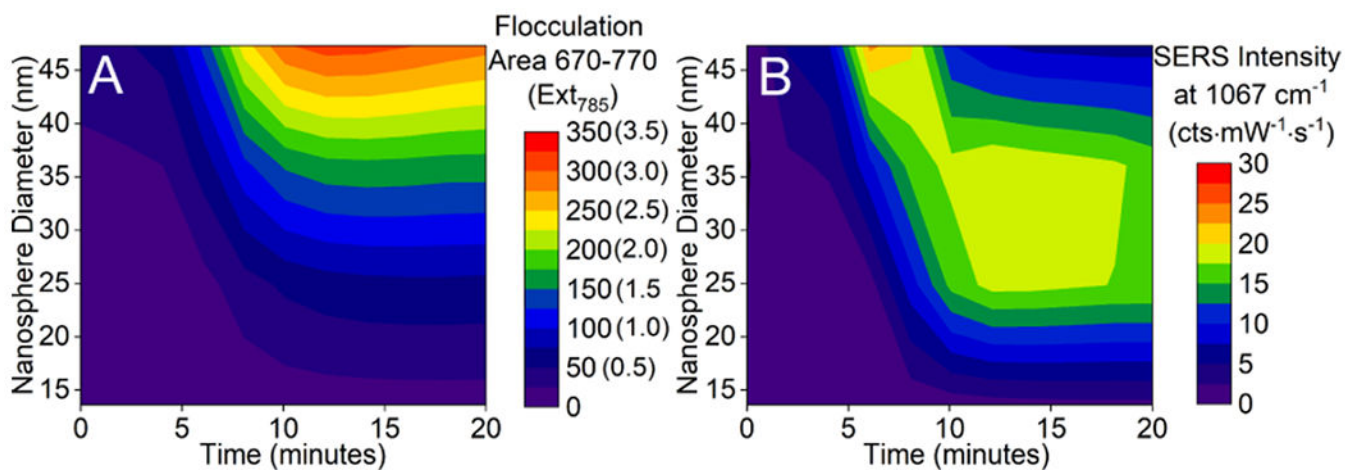 A
Nanosphere Diameter (nm)
45
40
35
30
25
20
15
0 5 10 15 20
Time (minutes)
Flocculation
Area 670-770
(Ext785)
350 (3.5)
300 (3.0)
250 (2.5)
200 (2.0)
150 (1.5
100 (1.0)
50 (0.5)
0
B
Nanosphere Diameter (nm)
45
40
35
30
25
20
15
0 5 10 15 20
Time (minutes)
SERS Intensity
at 1067 cm⁻¹
(cts·mW⁻¹·s⁻¹)
30
25
20
15
10
5
0